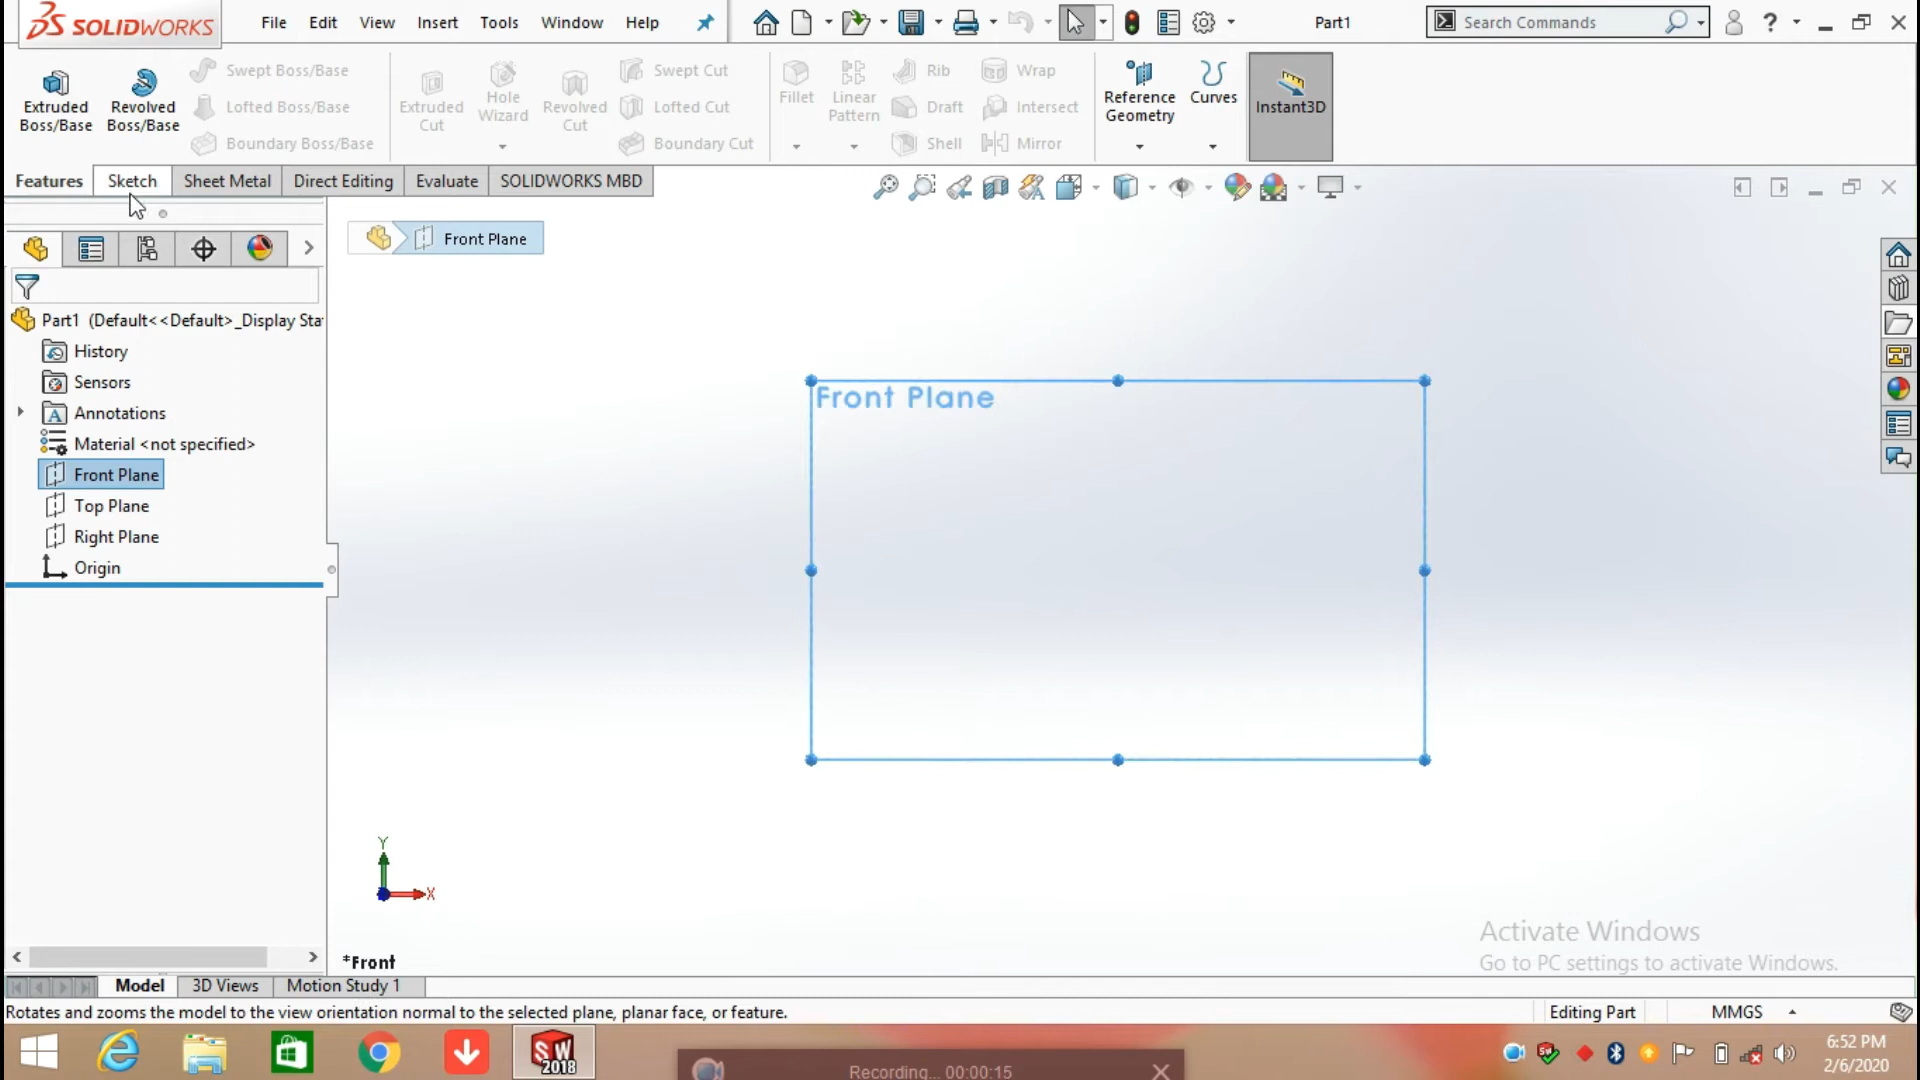 SOLIDWORKS
File Edit View Insert Tools Window Help
Part1
Search Commands
Extruded Boss/Base
Revolved Boss/Base
Swept Boss/Base
Lofted Boss/Base
Boundary Boss/Base
Extruded Cut
Hole Wizard
Revolved Cut
Swept Cut
Lofted Cut
Boundary Cut
Fillet
Linear Pattern
Rib
Draft
Shell
Wrap
Intersect
Mirror
Reference Geometry
Curves
Instant3D
Features Sketch Sheet Metal Direct Editing Evaluate SOLIDWORKS MBD
Front Plane
Part1 (Default<<Default>_Display Sta
History
Sensors
Annotations
Material <not specified>
Front Plane
Top Plane
Right Plane
Origin
Front Plane
Y
X
*Front
Activate Windows
Go to PC settings to activate Windows.
Model 3D Views Motion Study 1
Rotates and zooms the model to the view orientation normal to the selected plane, planar face, or feature.
Editing Part
MMGS
SW
2018
Recording... 00:00:15
6:52 PM
2/6/2020